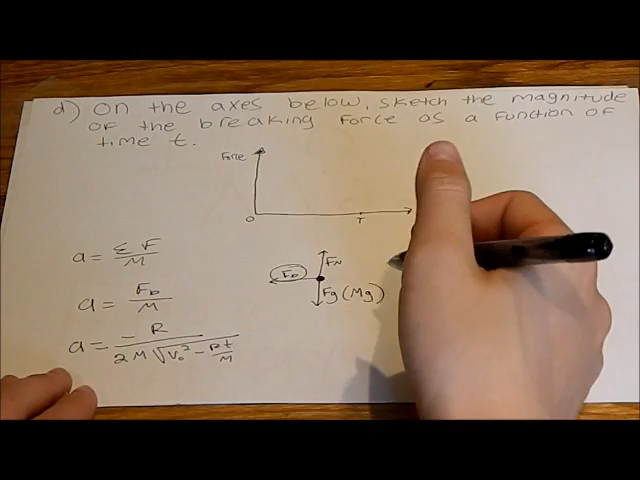 d) On the axes below, sketch the magnitude
of the breaking force as a function of
time t.
Force
O
T
a = ΣF/M
a = Fb/M
a = -R/(2M√(V₀² - Rt/M))
FN
Fb
Fg (Mg)